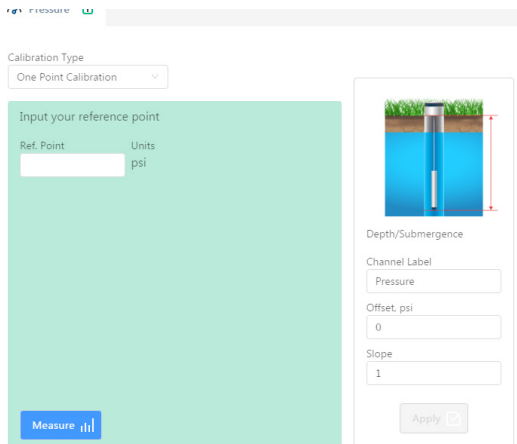 Pressure
Calibration Type
One Point Calibration
Input your reference point
Ref. Point Units
psi
Measure
Depth/Submergence
Channel Label
Pressure
Offset, psi
0
Slope
1
Apply